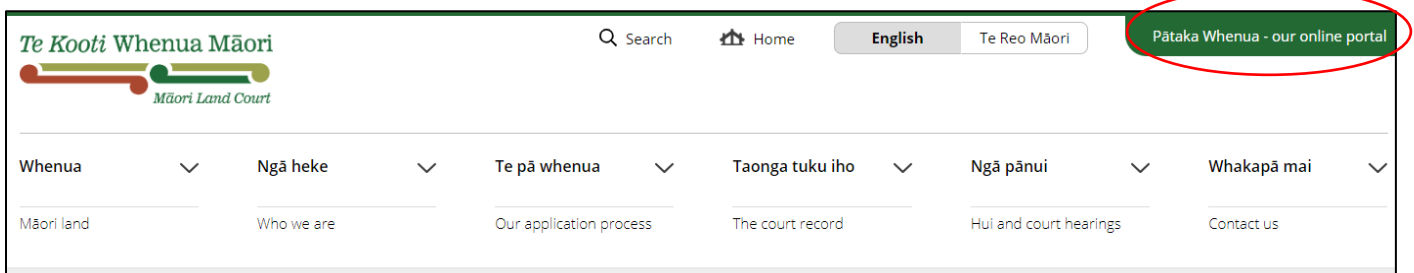 Te Kooti Whenua Māori
Māori Land Court
Search
Home
English
Te Reo Māori
Pātaka Whenua - our online portal
Whenua
Ngā heke
Te pā whenua
Taonga tuku iho
Ngā pānui
Whakapā mai
Māori land
Who we are
Our application process
The court record
Hui and court hearings
Contact us